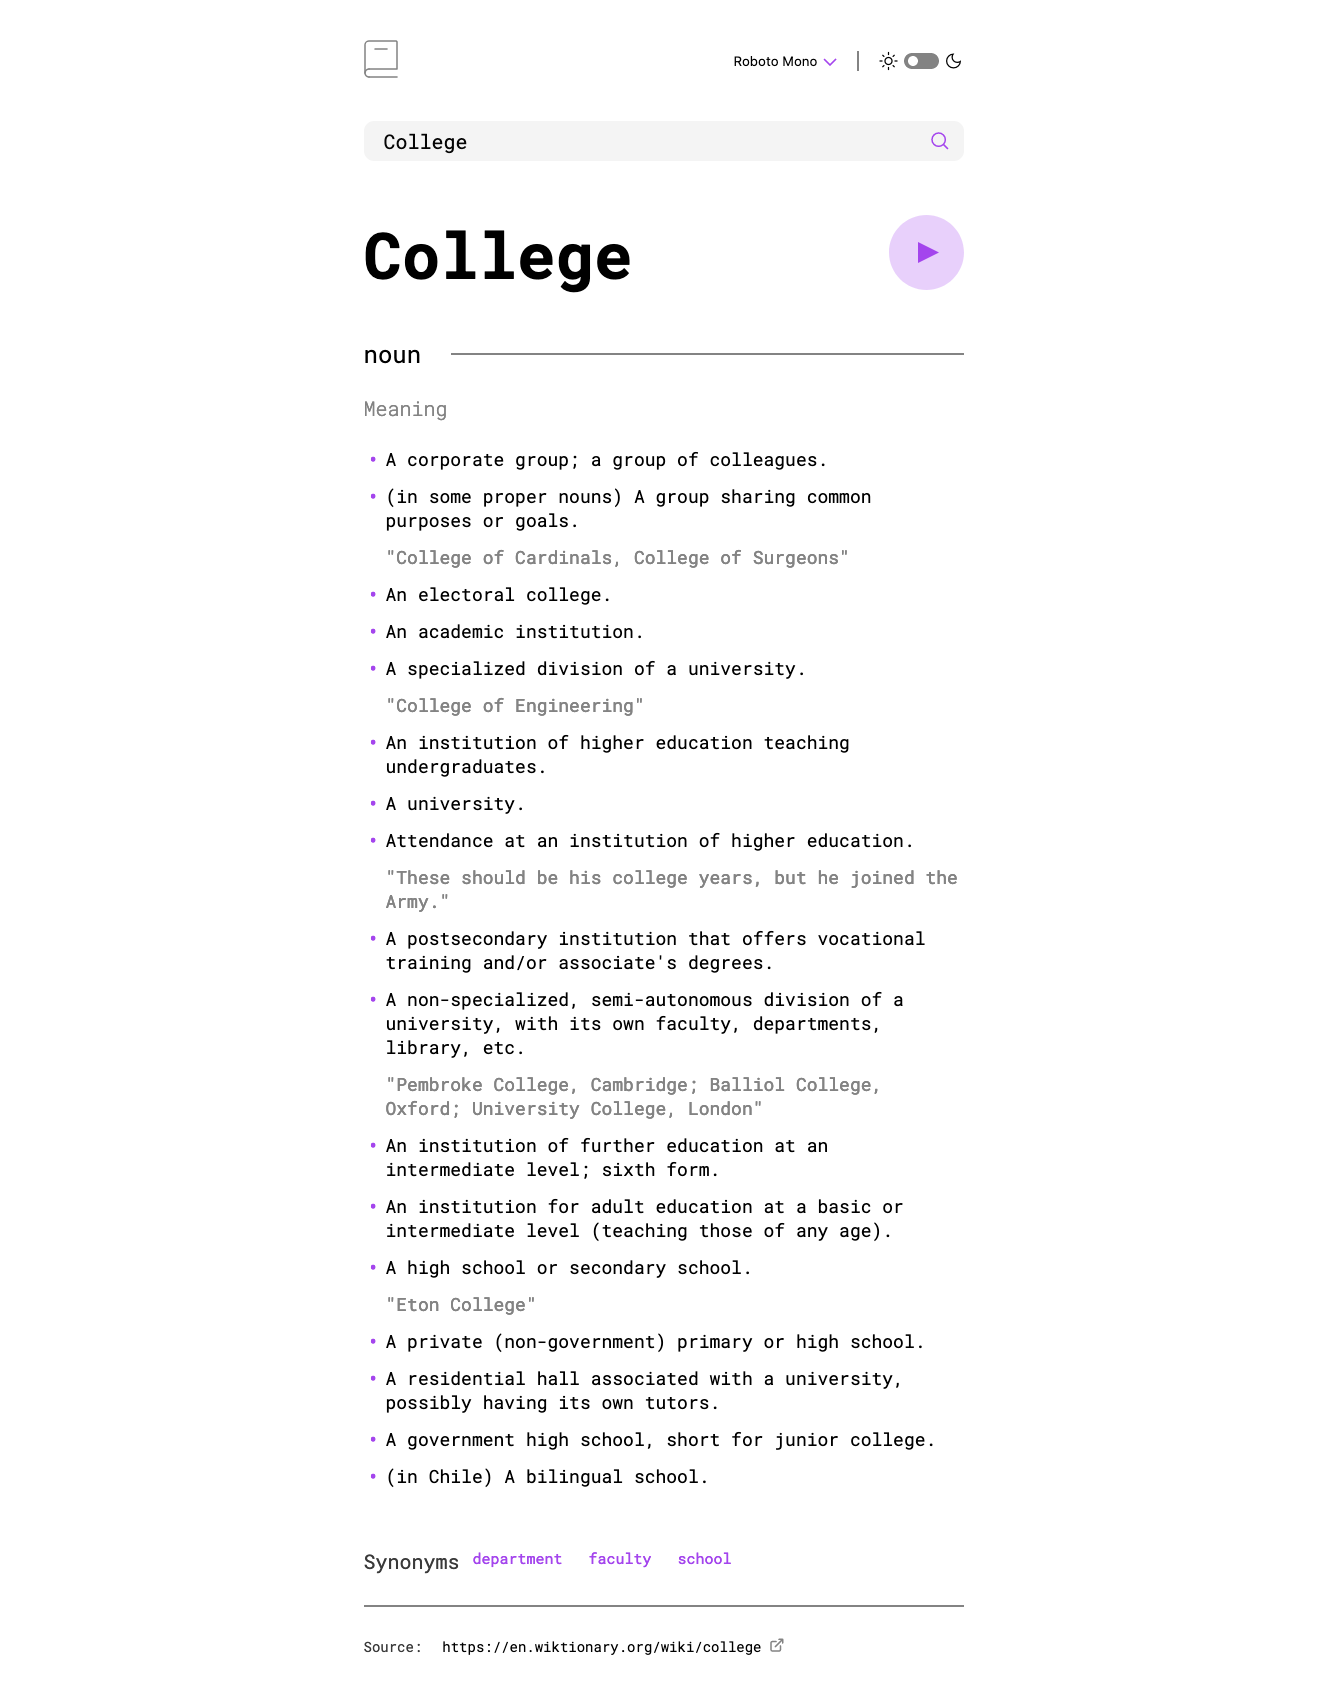 Roboto Mono
College
College
noun
Meaning
• A corporate group; a group of colleagues.
• (in some proper nouns) A group sharing common
purposes or goals.
"College of Cardinals, College of Surgeons"
• An electoral college.
• An academic institution.
• A specialized division of a university.
"College of Engineering"
• An institution of higher education teaching
undergraduates.
• A university.
• Attendance at an institution of higher education.
"These should be his college years, but he joined the
Army."
• A postsecondary institution that offers vocational
training and/or associate's degrees.
• A non-specialized, semi-autonomous division of a
university, with its own faculty, departments,
library, etc.
"Pembroke College, Cambridge; Balliol College,
Oxford; University College, London"
• An institution of further education at an
intermediate level; sixth form.
• An institution for adult education at a basic or
intermediate level (teaching those of any age).
• A high school or secondary school.
"Eton College"
• A private (non-government) primary or high school.
• A residential hall associated with a university,
possibly having its own tutors.
• A government high school, short for junior college.
• (in Chile) A bilingual school.
Synonyms department faculty school
Source: https://en.wiktionary.org/wiki/college